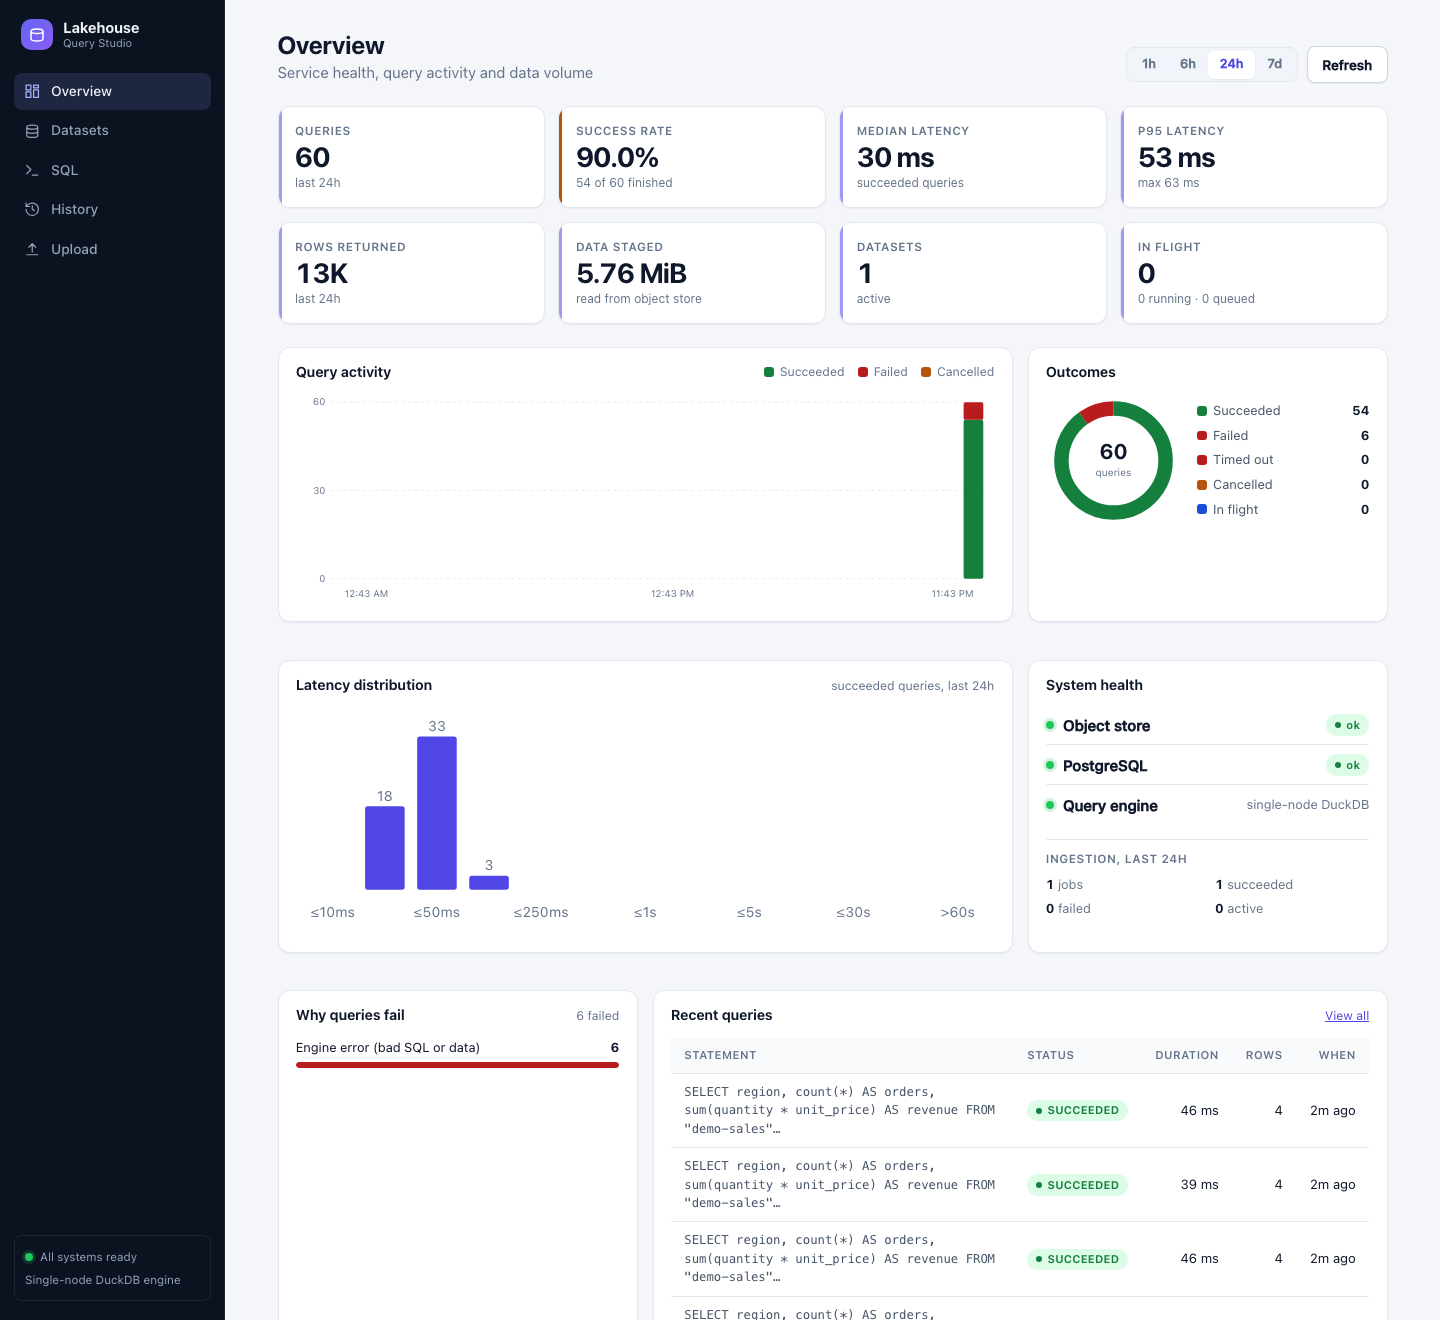 Lakehouse
Query Studio
Overview
Datasets
SQL
History
Upload
All systems ready
Single-node DuckDB engine
Overview
Service health, query activity and data volume
1h 6h 24h 7d Refresh
QUERIES
60
last 24h
SUCCESS RATE
90.0%
54 of 60 finished
MEDIAN LATENCY
30 ms
succeeded queries
P95 LATENCY
53 ms
max 63 ms
ROWS RETURNED
13K
last 24h
DATA STAGED
5.76 MiB
read from object store
DATASETS
1
active
IN FLIGHT
0
0 running · 0 queued
Query activity
Succeeded Failed Cancelled
60
30
0
12:43 AM 12:43 PM 11:43 PM
Outcomes
60
queries
Succeeded 54
Failed 6
Timed out 0
Cancelled 0
In flight 0
Latency distribution
succeeded queries, last 24h
33
18
3
≤10ms ≤50ms ≤250ms ≤1s ≤5s ≤30s >60s
System health
Object store ok
PostgreSQL ok
Query engine single-node DuckDB
INGESTION, LAST 24H
1 jobs 1 succeeded
0 failed 0 active
Why queries fail 6 failed
Engine error (bad SQL or data) 6
Recent queries View all
STATEMENT STATUS DURATION ROWS WHEN
SELECT region, count(*) AS orders,
sum(quantity * unit_price) AS revenue FROM
"demo-sales"…
SUCCEEDED 46 ms 4 2m ago
SELECT region, count(*) AS orders,
sum(quantity * unit_price) AS revenue FROM
"demo-sales"…
SUCCEEDED 39 ms 4 2m ago
SELECT region, count(*) AS orders,
sum(quantity * unit_price) AS revenue FROM
"demo-sales"…
SUCCEEDED 46 ms 4 2m ago
SELECT region, count(*) AS orders,